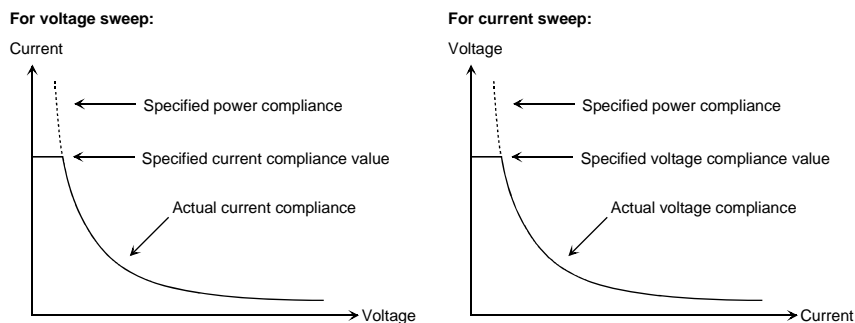 For voltage sweep:
Current
Specified power compliance
Specified current compliance value
Actual current compliance
Voltage
For current sweep:
Voltage
Specified power compliance
Specified voltage compliance value
Actual voltage compliance
Current